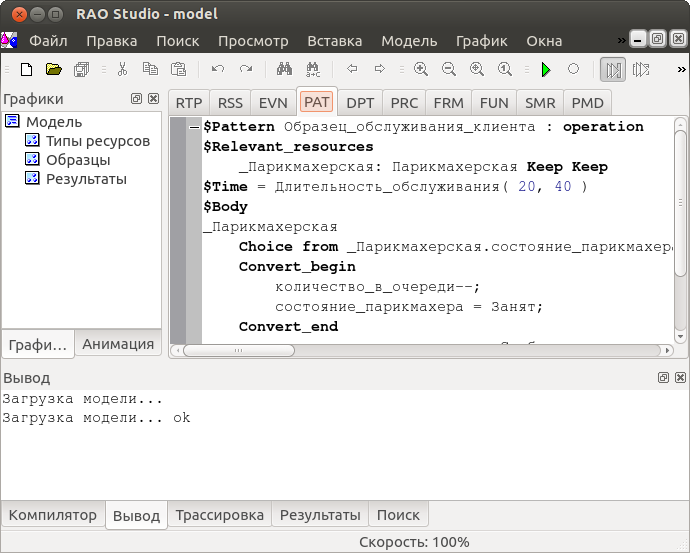 RAO Studio - model
Файл Правка Поиск Просмотр Вставка Модель График Окна »
Графики
RTP RSS EVN PAT DPT PRC FRM FUN SMR PMD
Модель
Типы ресурсов
Образцы
Результаты
$Pattern Образец_обслуживания_клиента : operation
$Relevant_resources
_Парикмахерская: Парикмахерская Keep Keep
$Time = Длительность_обслуживания( 20, 40 )
$Body
_Парикмахерская
Choice from _Парикмахерская.состояние_парикмахера
Convert_begin
количество_в_очереди--;
состояние_парикмахера = Занят;
Convert_end
Графи... Анимация
Вывод
Загрузка модели...
Загрузка модели... ok
Компилятор Вывод Трассировка Результаты Поиск
Скорость: 100%